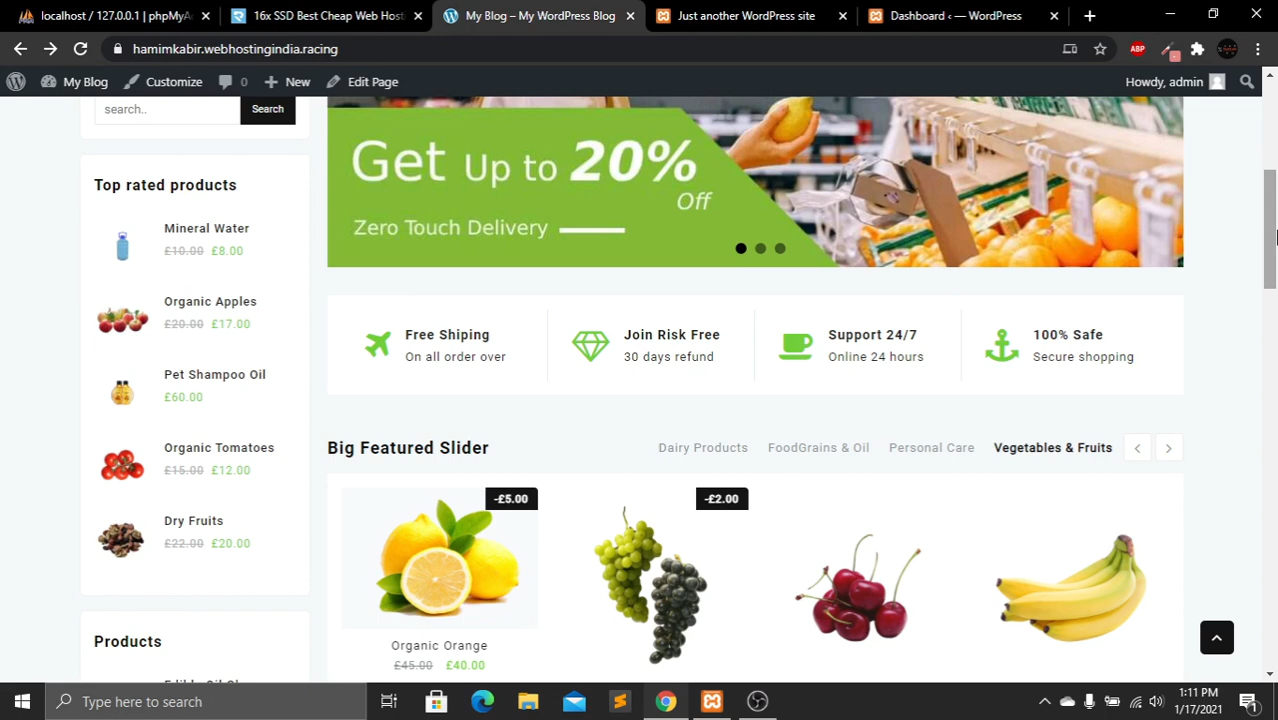 localhost / 127.0.0.1 | phpMyA
16x SSD Best Cheap Web Host
My Blog – My WordPress Blog
Just another WordPress site
Dashboard ‹ — WordPress
hamimkabir.webhostingindia.racing
ABP
My Blog
Customize
0
New
Edit Page
Howdy, admin
search..
Search
Top rated products
Mineral Water
£10.00 £8.00
Organic Apples
£20.00 £17.00
Pet Shampoo Oil
£60.00
Organic Tomatoes
£15.00 £12.00
Dry Fruits
£22.00 £20.00
Products
Get Up to 20%
Off
Zero Touch Delivery
Free Shiping
On all order over
Join Risk Free
30 days refund
Support 24/7
Online 24 hours
100% Safe
Secure shopping
Big Featured Slider
Dairy Products
FoodGrains & Oil
Personal Care
Vegetables & Fruits
-£5.00
-£2.00
Organic Orange
£45.00 £40.00
Type here to search
1:11 PM
1/17/2021
1